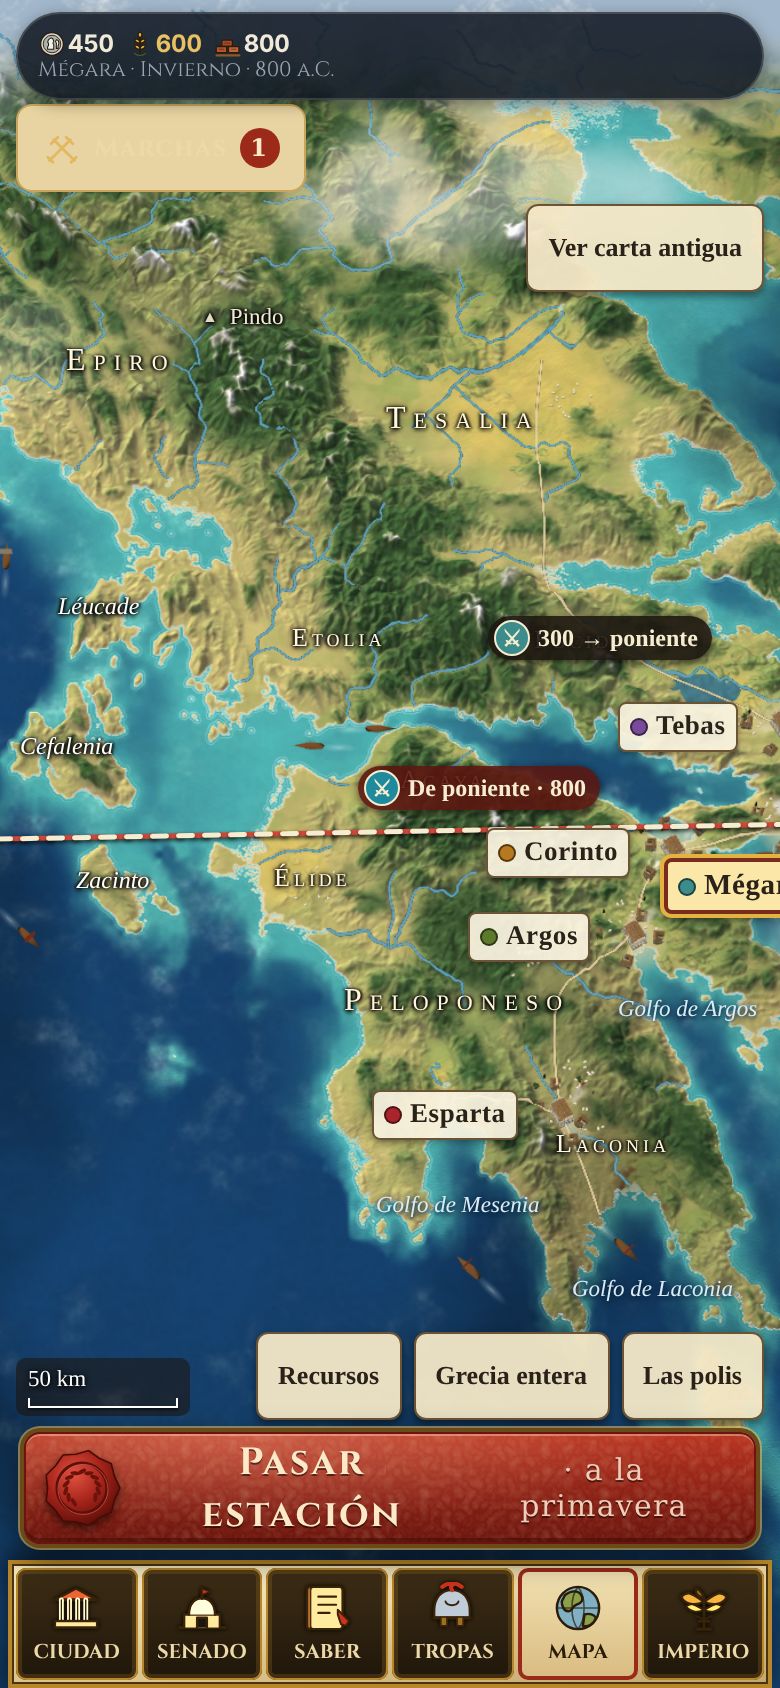 450 600 800
MÉGARA · INVIERNO · 800 A.C.
MARCHAS 1
Ver carta antigua
Pindo
EPIRO
TESALIA
Léucade
ETOLIA
300 → poniente
Tebas
Cefalenia
De poniente · 800
Corinto
Zacinto
ÉLIDE
Mégar
Argos
PELOPONESO
Golfo de Argos
Esparta
LACONIA
Golfo de Mesenia
Golfo de Laconia
50 km
Recursos
Grecia entera
Las polis
PASAR
ESTACIÓN
· a la
primavera
CIUDAD
SENADO
SABER
TROPAS
MAPA
IMPERIO